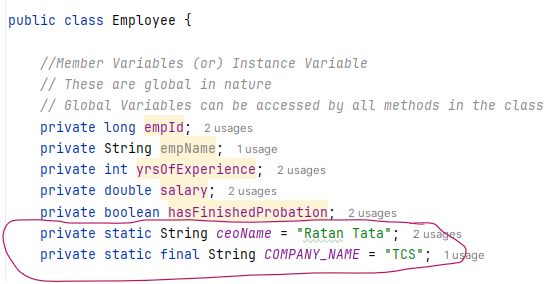 public class Employee {
//Member Variables (or) Instance Variable
// These are global in nature
// Global Variables can be accessed by all methods in the class
private long empId; 2 usages
private String empName; 1 usage
private int yrsOfExperience; 2 usages
private double salary; 2 usages
private boolean hasFinishedProbation; 2 usages
private static String ceoName = "Ratan Tata"; 2 usages
private static final String COMPANY_NAME = "TCS"; 1 usage